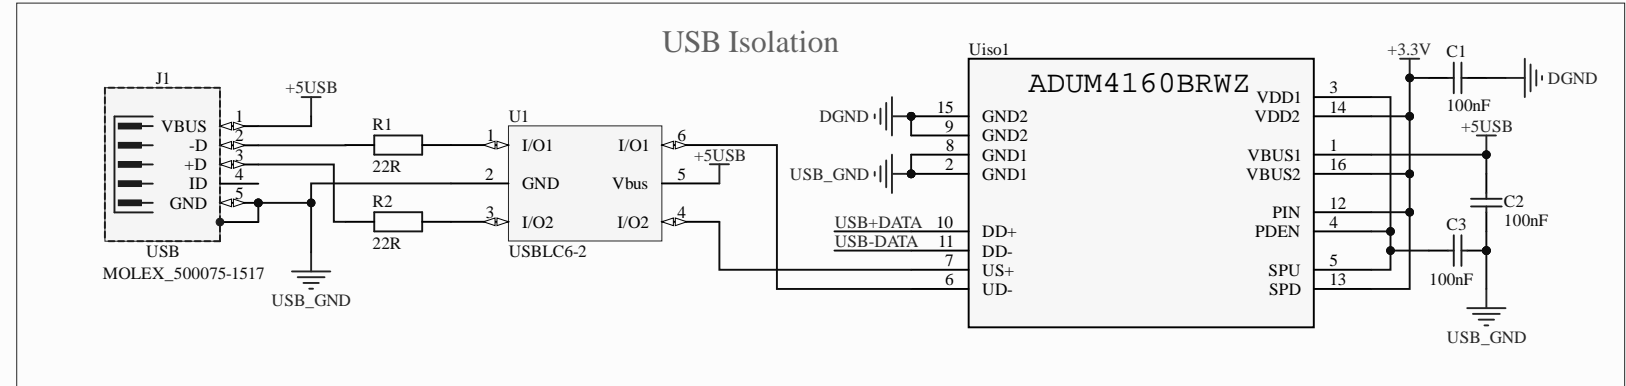 USB Isolation
J1
+5USB
VBUS 1
-D 2
+D 3
ID 4
GND 5
USB
MOLEX_500075-1517
USB_GND
R1
22R
R2
22R
U1
1 I/O1 I/O1 6
2 GND Vbus 5
+5USB
3 I/O2 I/O2 4
USBLC6-2
Uiso1
ADUM4160BRWZ
DGND 15 GND2
9 GND2
8 GND1
USB_GND 2 GND1
USB+DATA 10 DD+
USB-DATA 11 DD-
7 US+
6 UD-
VDD1 3
VDD2 14
VBUS1 1
VBUS2 16
PIN 12
PDEN 4
SPU 5
SPD 13
+3.3V
C1
100nF
DGND
+5USB
C2
100nF
C3
100nF
USB_GND